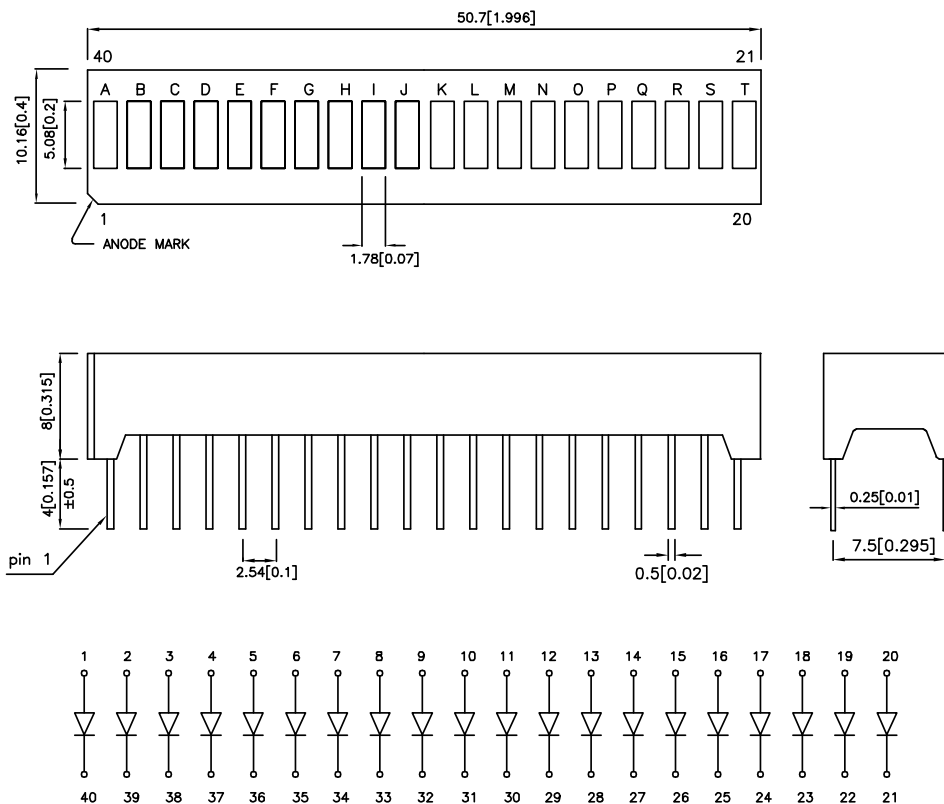 50.7[1.996]
40 21
A B C D E F G H I J K L M N O P Q R S T
10.16[0.4]
5.08[0.2]
1 20
ANODE MARK
1.78[0.07]
8[0.315]
4[0.157]
±0.5
pin 1
2.54[0.1]
0.5[0.02]
0.25[0.01]
7.5[0.295]
1 2 3 4 5 6 7 8 9 10 11 12 13 14 15 16 17 18 19 20
40 39 38 37 36 35 34 33 32 31 30 29 28 27 26 25 24 23 22 21